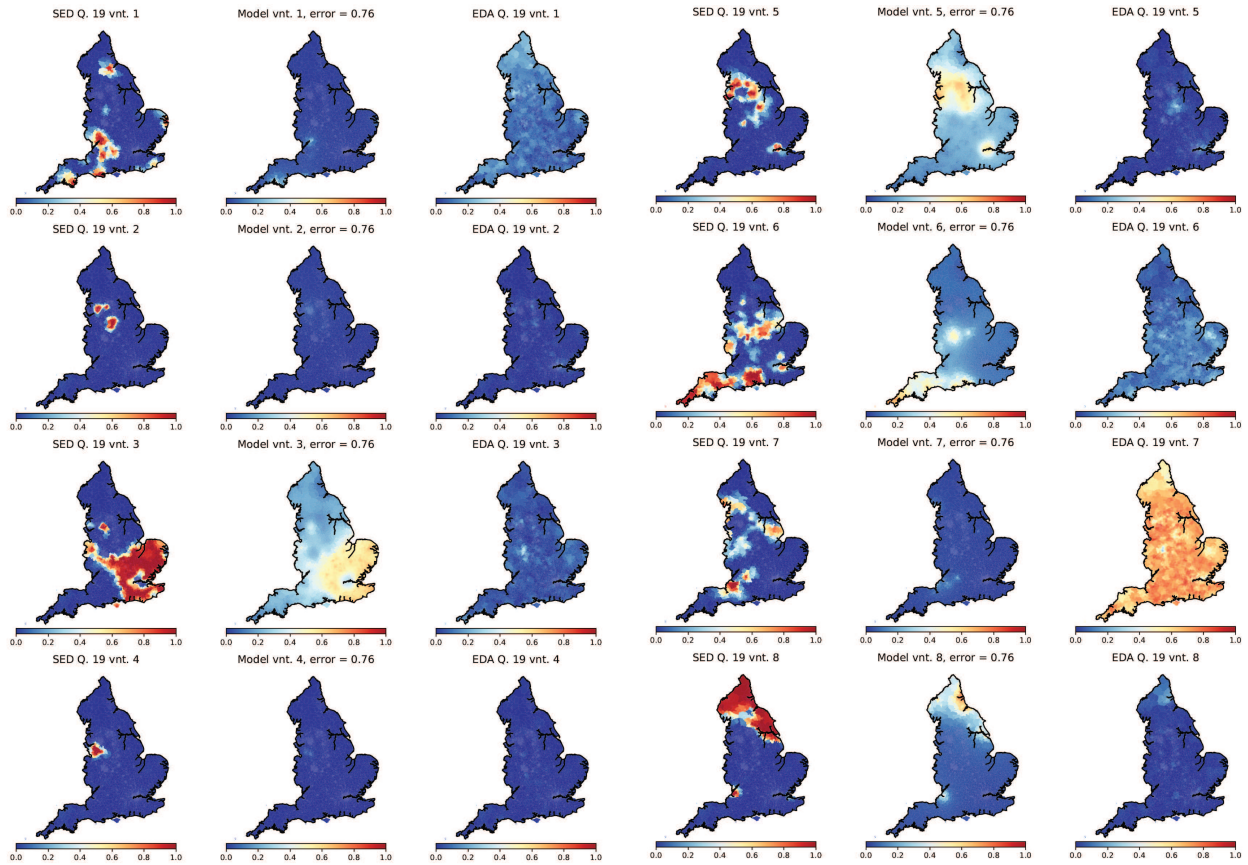 SED Q. 19 vnt. 1
Model vnt. 1, error = 0.76
EDA Q. 19 vnt. 1
0.0 0.2 0.4 0.6 0.8 1.0
0.0 0.2 0.4 0.6 0.8 1.0
0.0 0.2 0.4 0.6 0.8 1.0
SED Q. 19 vnt. 2
Model vnt. 2, error = 0.76
EDA Q. 19 vnt. 2
0.0 0.2 0.4 0.6 0.8 1.0
0.0 0.2 0.4 0.6 0.8 1.0
0.0 0.2 0.4 0.6 0.8 1.0
SED Q. 19 vnt. 3
Model vnt. 3, error = 0.76
EDA Q. 19 vnt. 3
0.0 0.2 0.4 0.6 0.8 1.0
0.0 0.2 0.4 0.6 0.8 1.0
0.0 0.2 0.4 0.6 0.8 1.0
SED Q. 19 vnt. 4
Model vnt. 4, error = 0.76
EDA Q. 19 vnt. 4
0.0 0.2 0.4 0.6 0.8 1.0
0.0 0.2 0.4 0.6 0.8 1.0
0.0 0.2 0.4 0.6 0.8 1.0
SED Q. 19 vnt. 5
Model vnt. 5, error = 0.76
EDA Q. 19 vnt. 5
0.0 0.2 0.4 0.6 0.8 1.0
0.0 0.2 0.4 0.6 0.8 1.0
0.0 0.2 0.4 0.6 0.8 1.0
SED Q. 19 vnt. 6
Model vnt. 6, error = 0.76
EDA Q. 19 vnt. 6
0.0 0.2 0.4 0.6 0.8 1.0
0.0 0.2 0.4 0.6 0.8 1.0
0.0 0.2 0.4 0.6 0.8 1.0
SED Q. 19 vnt. 7
Model vnt. 7, error = 0.76
EDA Q. 19 vnt. 7
0.0 0.2 0.4 0.6 0.8 1.0
0.0 0.2 0.4 0.6 0.8 1.0
0.0 0.2 0.4 0.6 0.8 1.0
SED Q. 19 vnt. 8
Model vnt. 8, error = 0.76
EDA Q. 19 vnt. 8
0.0 0.2 0.4 0.6 0.8 1.0
0.0 0.2 0.4 0.6 0.8 1.0
0.0 0.2 0.4 0.6 0.8 1.0